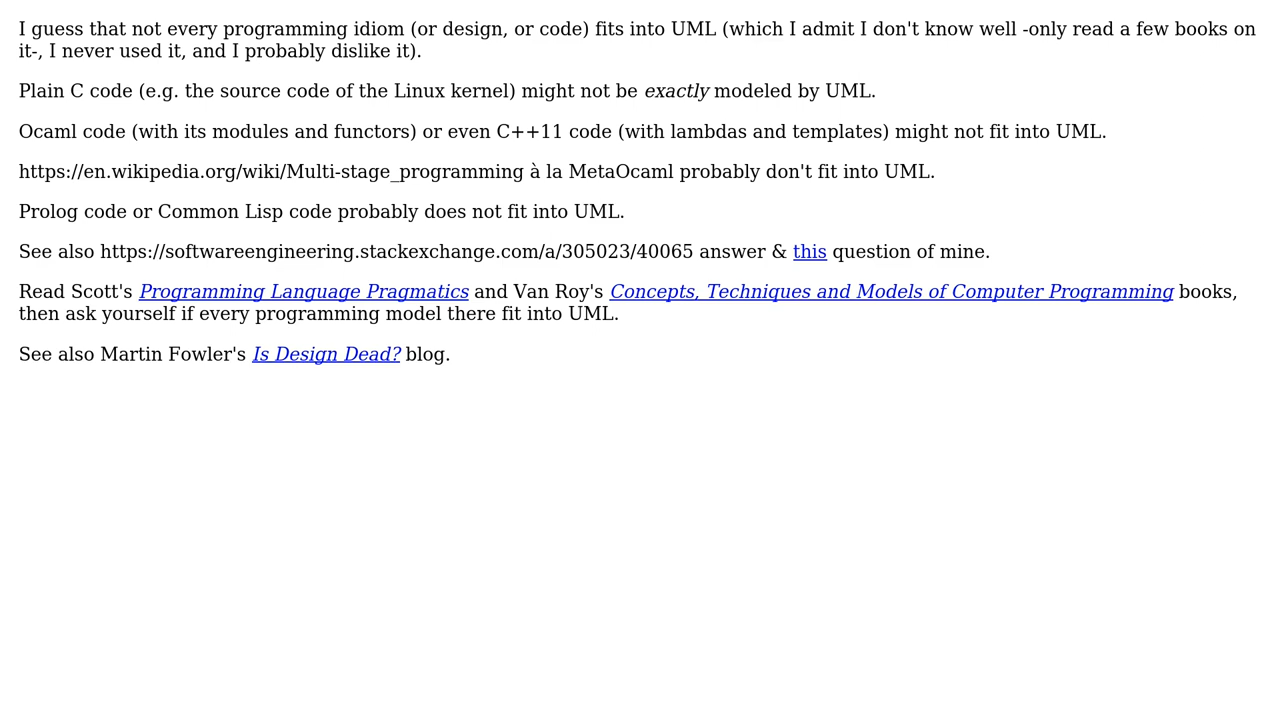 I guess that not every programming idiom (or design, or code) fits into UML (which I admit I don't know well -only read a few books on
it-, I never used it, and I probably dislike it).
Plain C code (e.g. the source code of the Linux kernel) might not be exactly modeled by UML.
Ocaml code (with its modules and functors) or even C++11 code (with lambdas and templates) might not fit into UML.
https://en.wikipedia.org/wiki/Multi-stage_programming à la MetaOcaml probably don't fit into UML.
Prolog code or Common Lisp code probably does not fit into UML.
See also https://softwareengineering.stackexchange.com/a/305023/40065 answer & this question of mine.
Read Scott's Programming Language Pragmatics and Van Roy's Concepts, Techniques and Models of Computer Programming books,
then ask yourself if every programming model there fit into UML.
See also Martin Fowler's Is Design Dead? blog.